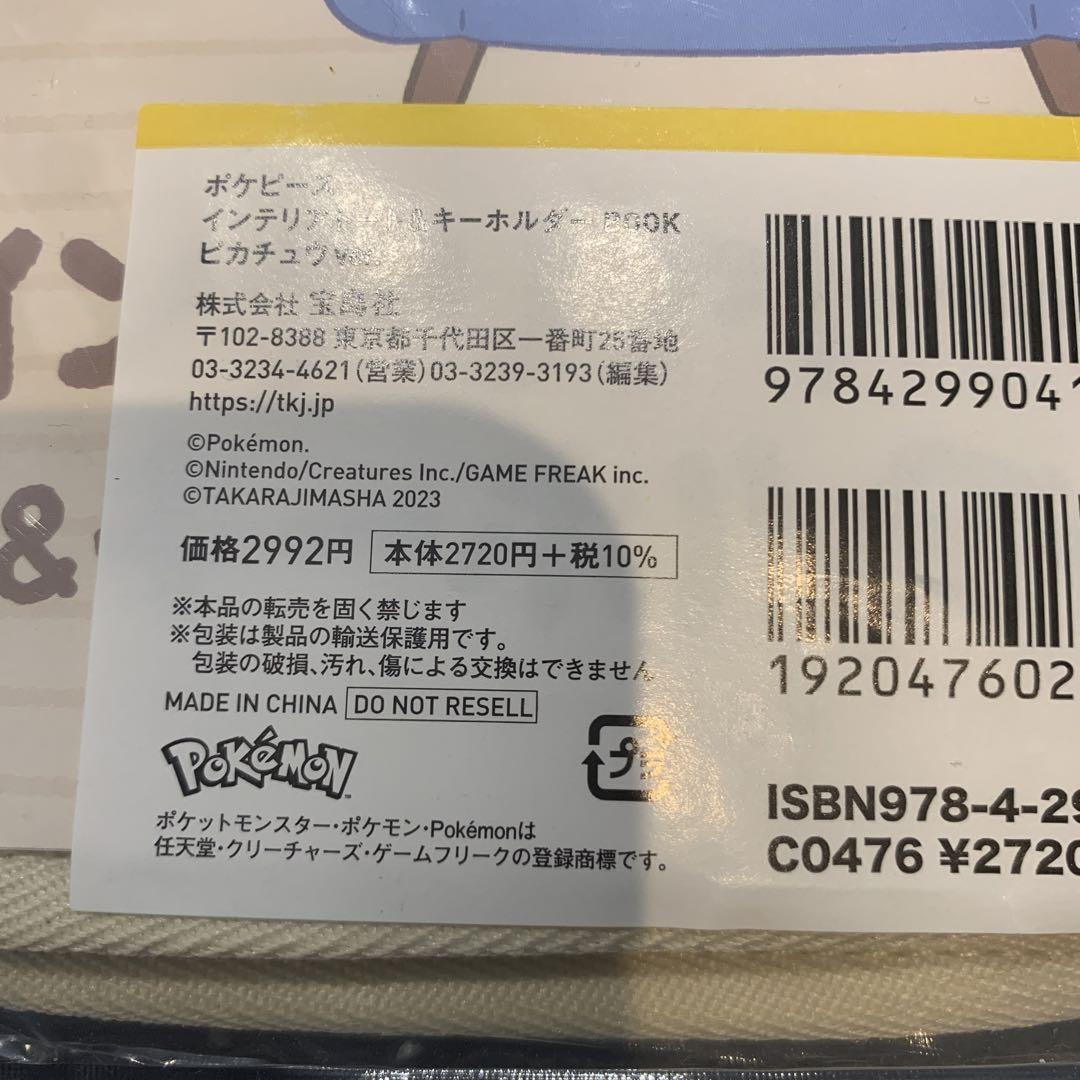 ポケピース
インテリアシート&キーホルダー BOOK
ピカチュウver.
株式会社 宝島社
〒102-8388 東京都千代田区一番町25番地
03-3234-4621(営業)03-3239-3193(編集)
https://tkj.jp
©Pokémon.
©Nintendo/Creatures Inc./GAME FREAK inc.
©TAKARAJIMASHA 2023
価格2992円 本体2720円+税10%
※本品の転売を固く禁じます
※包装は製品の輸送保護用です。
包装の破損、汚れ、傷による交換はできません
MADE IN CHINA DO NOT RESELL
POKéMON
プラ
ポケットモンスター・ポケモン・Pokémonは
任天堂・クリーチャーズ・ゲームフリークの登録商標です。
978429904
192047602
ISBN978-4-29
C0476 ¥2720
ン
&